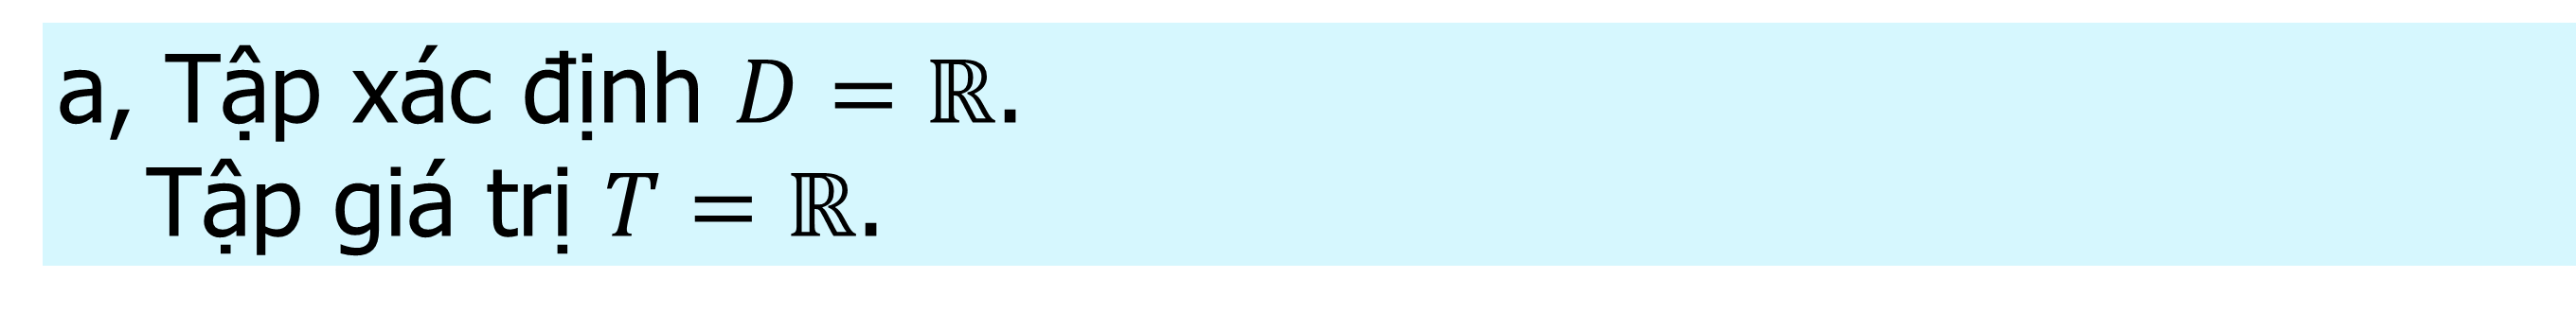 a, Tập xác định D = ℝ.
Tập giá trị T = ℝ.